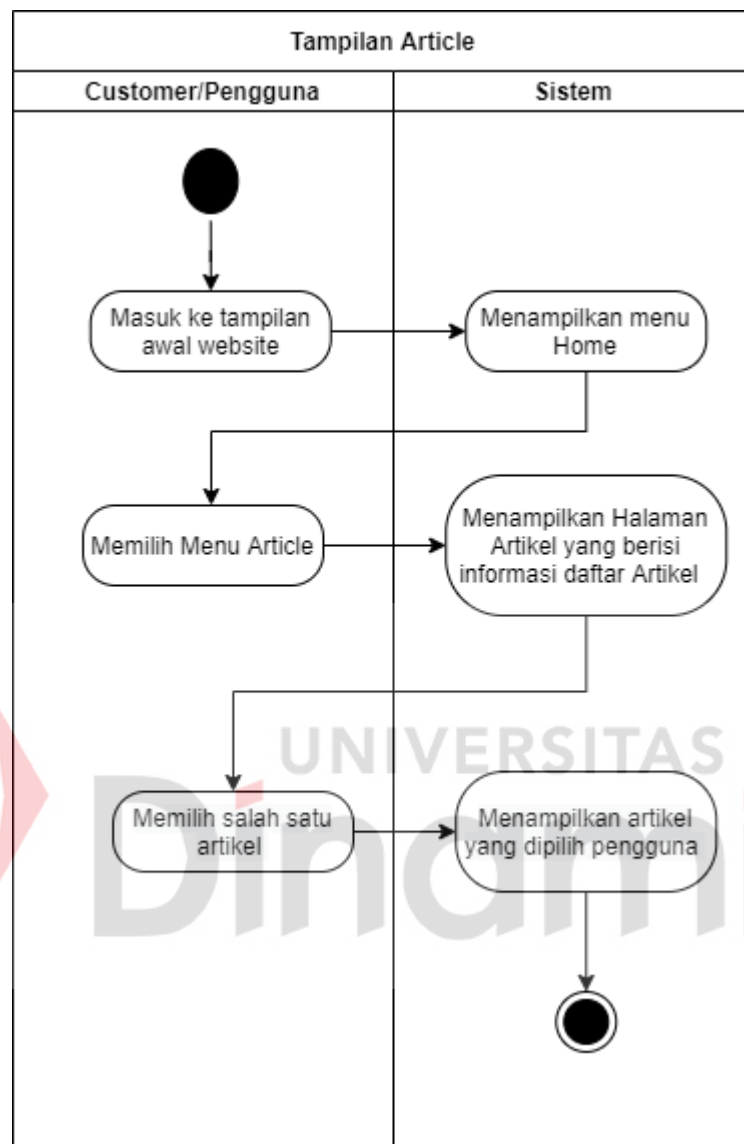 Tampilan Article
Customer/Pengguna
Sistem
Masuk ke tampilan
awal website
Menampilkan menu
Home
Memilih Menu Article
Menampilkan Halaman
Artikel yang berisi
informasi daftar Artikel
UNIVERSITAS
Dinami
Memilih salah satu
artikel
Menampilkan artikel
yang dipilih pengguna